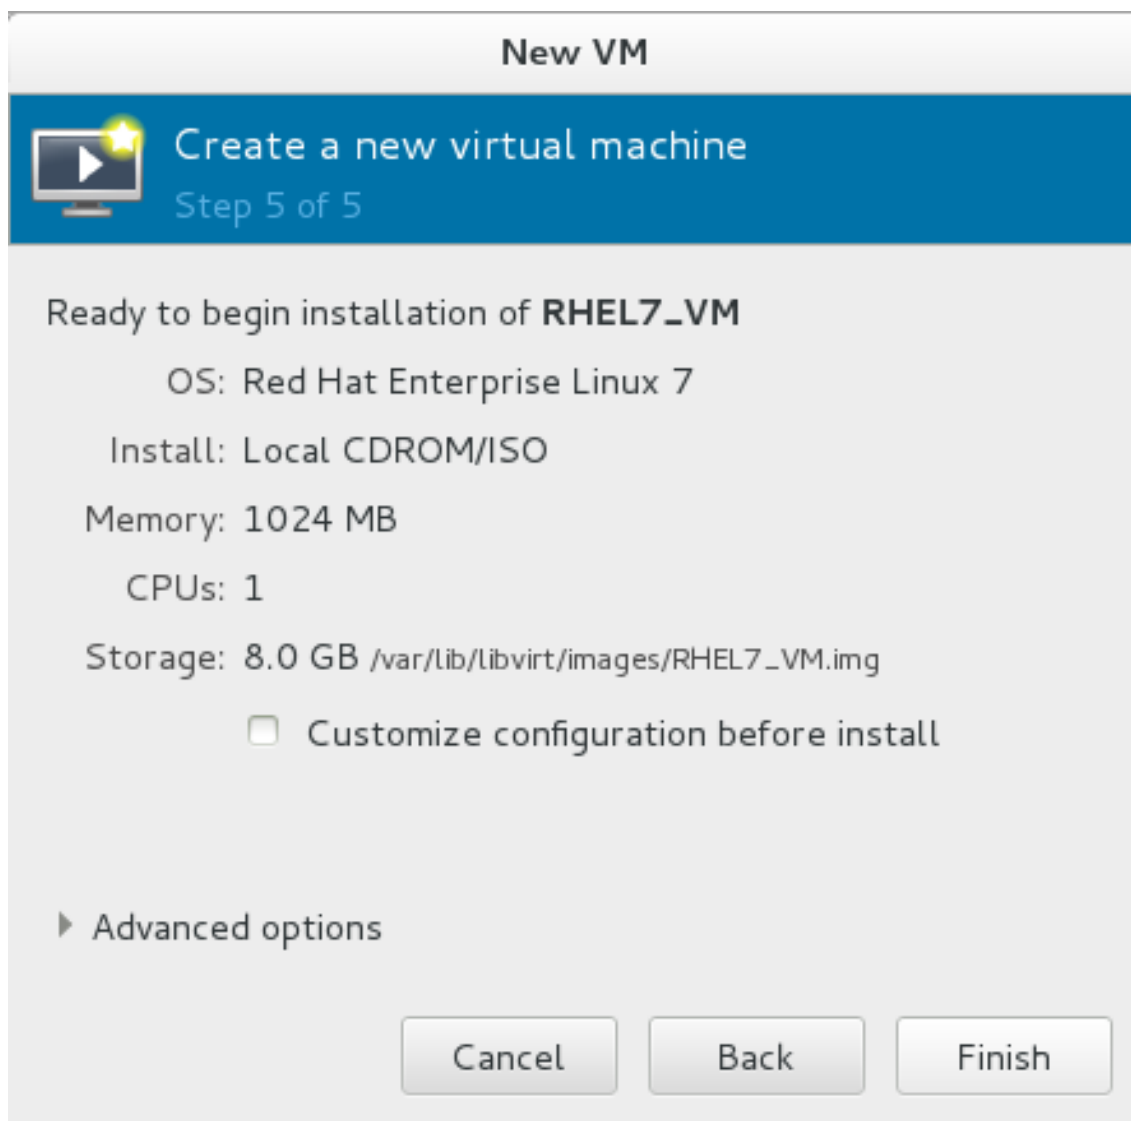 New VM
Create a new virtual machine
Step 5 of 5
Ready to begin installation of RHEL7_VM
OS: Red Hat Enterprise Linux 7
Install: Local CDROM/ISO
Memory: 1024 MB
CPUs: 1
Storage: 8.0 GB /var/lib/libvirt/images/RHEL7_VM.img
Customize configuration before install
Advanced options
Cancel Back Finish